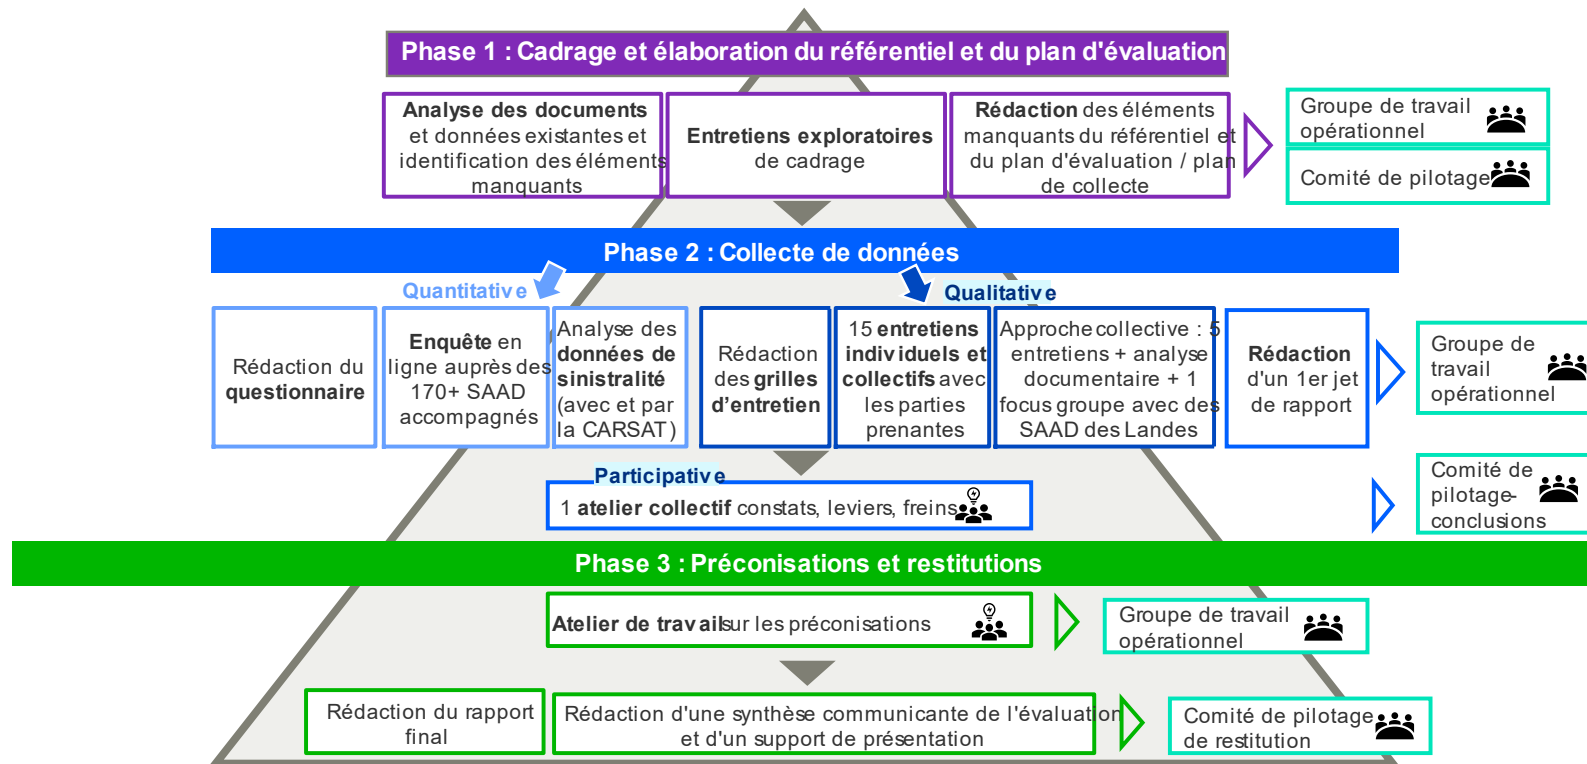 Phase 1 : Cadrage et élaboration du référentiel et du plan d'évaluation
Analyse des documents
et données existantes et
identification des éléments
manquants
Entretiens exploratoires
de cadrage
Rédaction des éléments
manquants du référentiel et
du plan d'évaluation / plan
de collecte
Groupe de travail
opérationnel
Comité de pilotage
Phase 2 : Collecte de données
Quantitative
Qualitative
Rédaction du
questionnaire
Enquête en
ligne auprès des
170+ SAAD
accompagnés
Analyse des
données de
sinistralité
(avec et par
la CARSAT)
Rédaction
des grilles
d’entretien
15 entretiens
individuels et
collectifs avec
les parties
prenantes
Approche collective : 5
entretiens + analyse
documentaire + 1
focus groupe avec des
SAAD des Landes
Rédaction
d'un 1er jet
de rapport
Groupe de
travail
opérationnel
Participative
1 atelier collectif constats, leviers, freins
Comité de
pilotage-
conclusions
Phase 3 : Préconisations et restitutions
Atelier de travail sur les préconisations
Groupe de travail
opérationnel
Rédaction du rapport
final
Rédaction d'une synthèse communicante de l'évaluation
et d'un support de présentation
Comité de pilotage
de restitution